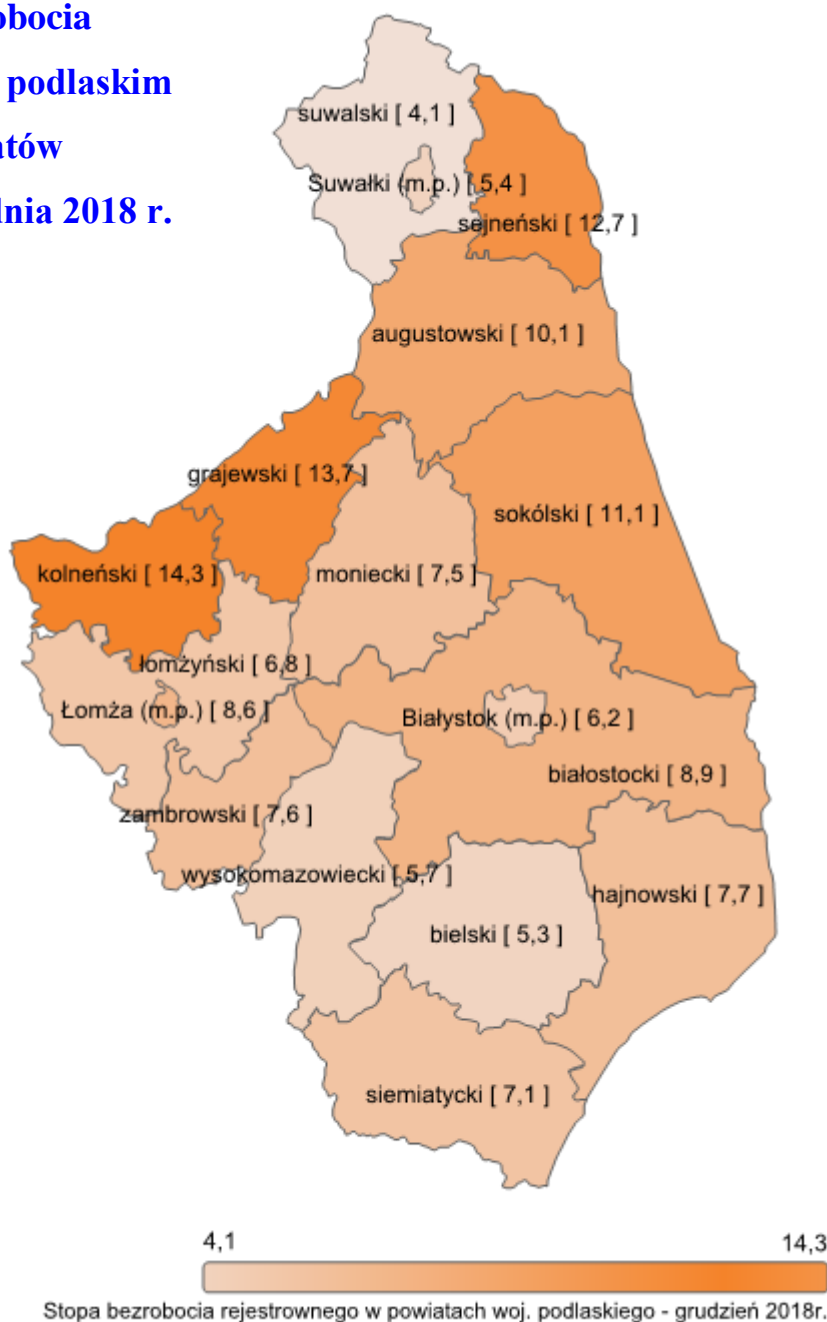 obocia
podlaskim
atów
lnia 2018 r.
suwalski [ 4,1 ]
Suwałki (m.p.) [ 5,4 ]
sejneński [ 12,7 ]
augustowski [ 10,1 ]
grajewski [ 13,7 ]
sokólski [ 11,1 ]
kolneński [ 14,3 ]
moniecki [ 7,5 ]
łomżyński [ 6,8 ]
Łomża (m.p.) [ 8,6 ]
Białystok (m.p.) [ 6,2 ]
białostocki [ 8,9 ]
zambrowski [ 7,6 ]
wysokomazowiecki [ 5,7 ]
hajnowski [ 7,7 ]
bielski [ 5,3 ]
siemiatycki [ 7,1 ]
4,1 14,3
Stopa bezrobocia rejestrownego w powiatach woj. podlaskiego - grudzień 2018r.